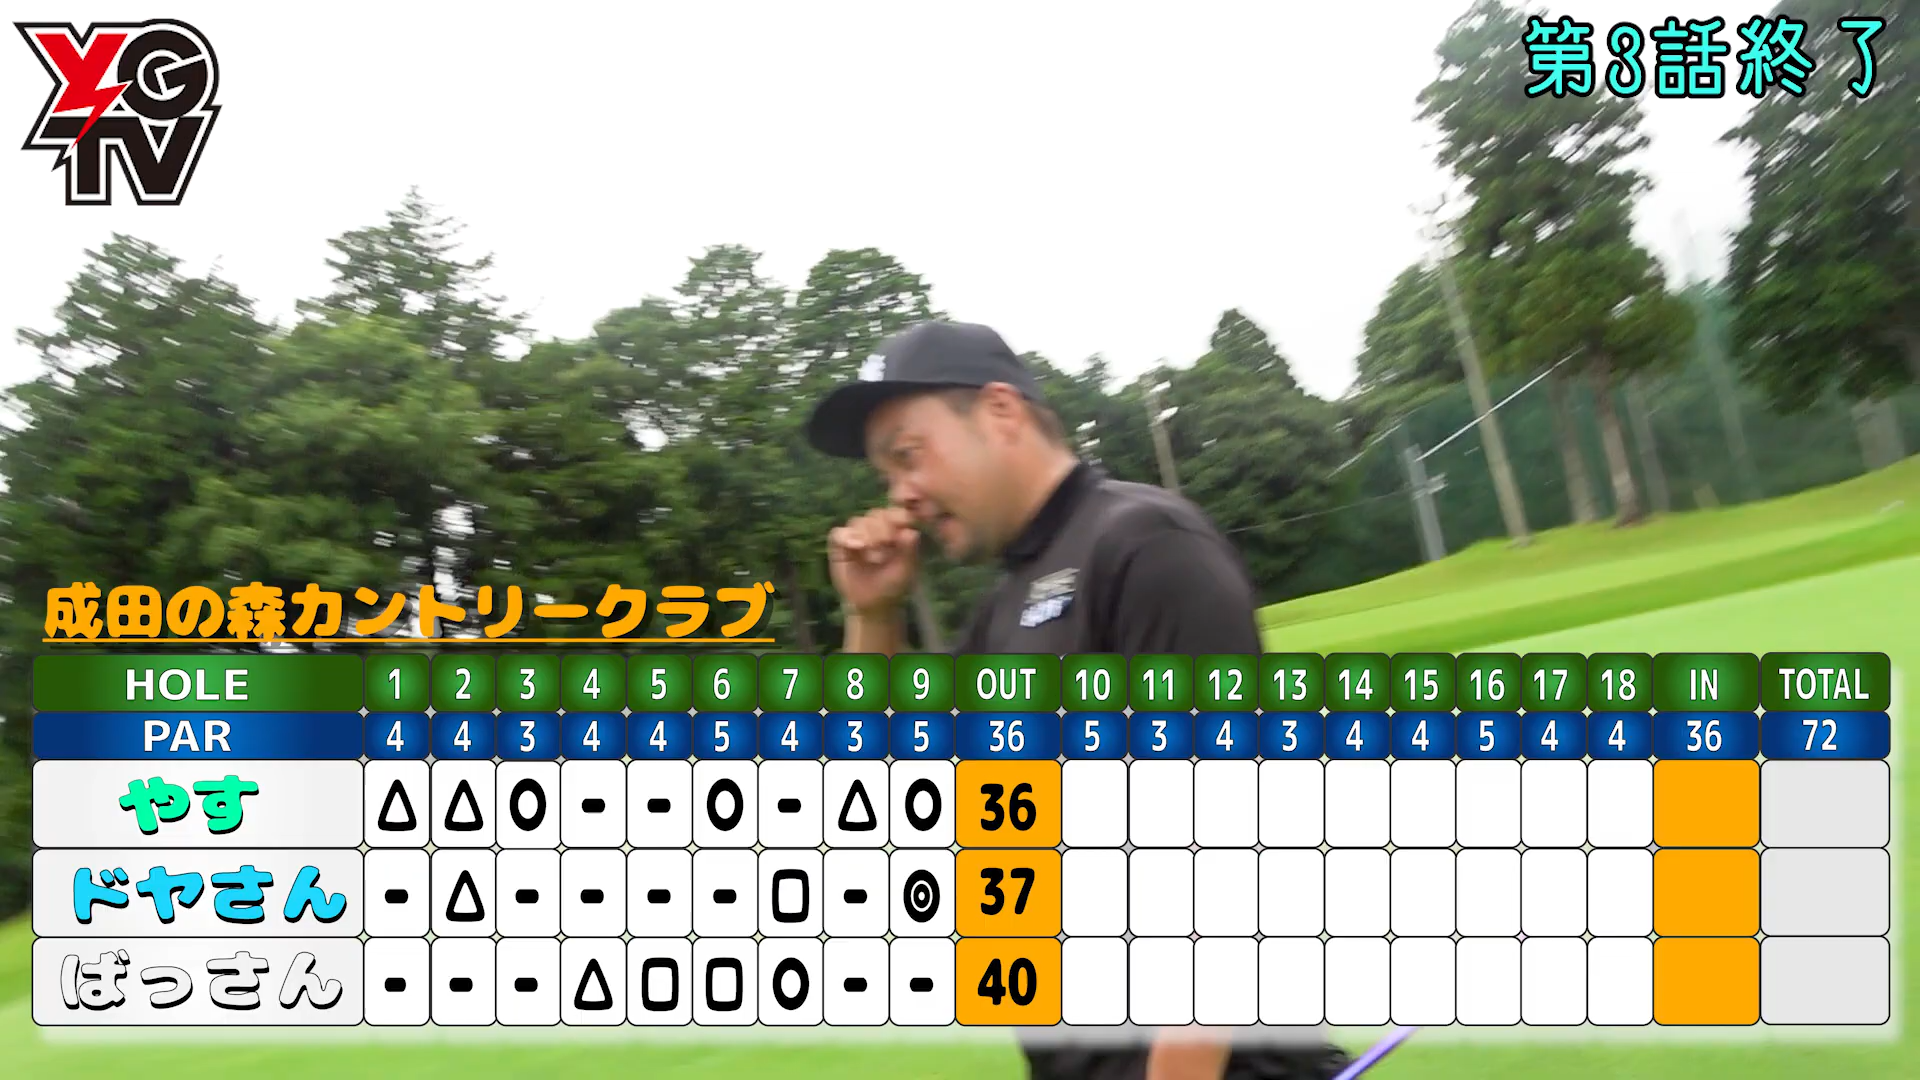 YGTV
第3話終了
成田の森カントリークラブ
HOLE 1 2 3 4 5 6 7 8 9 OUT 10 11 12 13 14 15 16 17 18 IN TOTAL
PAR 4 4 3 4 4 5 4 3 5 36 5 3 4 3 4 4 5 4 4 36 72
やす △ △ ○ - - ○ - △ ○ 36
ドヤさん - △ - - - - □ - ◎ 37
ばっさん - - - △ □ □ ○ - - 40